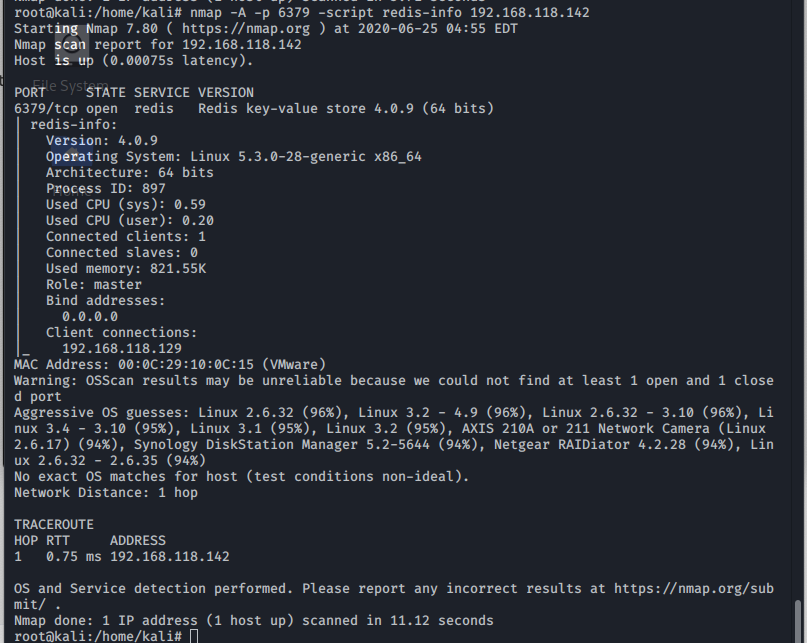 root@kali:/home/kali# nmap -A -p 6379 -script redis-info 192.168.118.142
Starting Nmap 7.80 ( https://nmap.org ) at 2020-06-25 04:55 EDT
Nmap scan report for 192.168.118.142
Host is up (0.00075s latency).
File System
PORT     STATE SERVICE VERSION
6379/tcp open  redis   Redis key-value store 4.0.9 (64 bits)
| redis-info:
|   Version: 4.0.9
|   Operating System: Linux 5.3.0-28-generic x86_64
|   Architecture: 64 bits
|   Process ID: 897
|   Used CPU (sys): 0.59
|   Used CPU (user): 0.20
|   Connected clients: 1
|   Connected slaves: 0
|   Used memory: 821.55K
|   Role: master
|   Bind addresses:
|     0.0.0.0
|   Client connections:
|_    192.168.118.129
MAC Address: 00:0C:29:10:0C:15 (VMware)
Warning: OSScan results may be unreliable because we could not find at least 1 open and 1 close
d port
Aggressive OS guesses: Linux 2.6.32 (96%), Linux 3.2 - 4.9 (96%), Linux 2.6.32 - 3.10 (96%), Li
nux 3.4 - 3.10 (95%), Linux 3.1 (95%), Linux 3.2 (95%), AXIS 210A or 211 Network Camera (Linux
2.6.17) (94%), Synology DiskStation Manager 5.2-5644 (94%), Netgear RAIDiator 4.2.28 (94%), Lin
ux 2.6.32 - 2.6.35 (94%)
No exact OS matches for host (test conditions non-ideal).
Network Distance: 1 hop
TRACEROUTE
HOP RTT     ADDRESS
1   0.75 ms 192.168.118.142
OS and Service detection performed. Please report any incorrect results at https://nmap.org/sub
mit/ .
Nmap done: 1 IP address (1 host up) scanned in 11.12 seconds
root@kali:/home/kali#